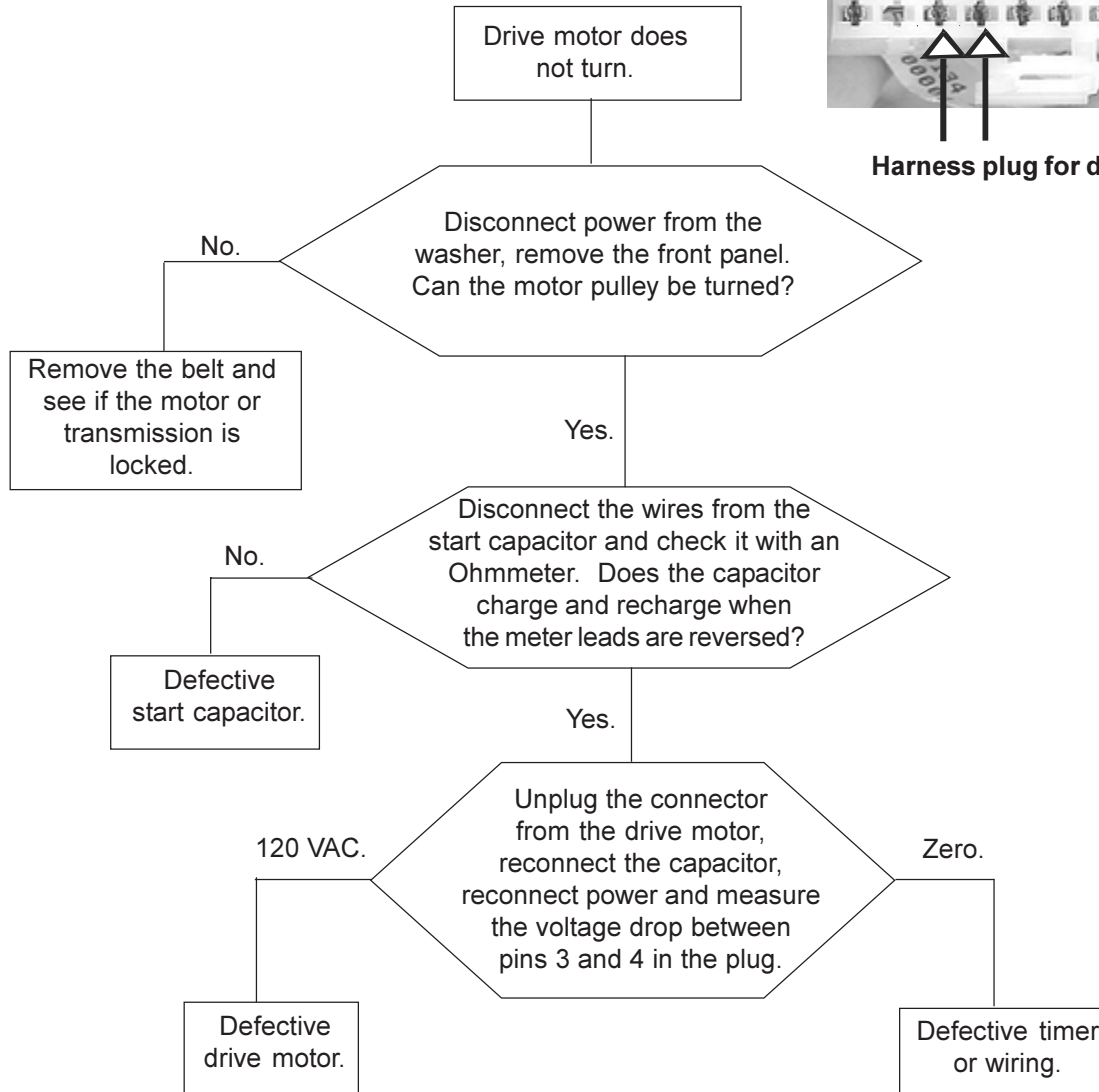 Drive motor does
not turn.
Harness plug for d
Disconnect power from the
washer, remove the front panel.
Can the motor pulley be turned?
No.
Remove the belt and
see if the motor or
transmission is
locked.
Yes.
Disconnect the wires from the
start capacitor and check it with an
Ohmmeter. Does the capacitor
charge and recharge when
the meter leads are reversed?
No.
Defective
start capacitor.
Yes.
Unplug the connector
from the drive motor,
reconnect the capacitor,
reconnect power and measure
the voltage drop between
pins 3 and 4 in the plug.
120 VAC.
Zero.
Defective
drive motor.
Defective timer
or wiring.